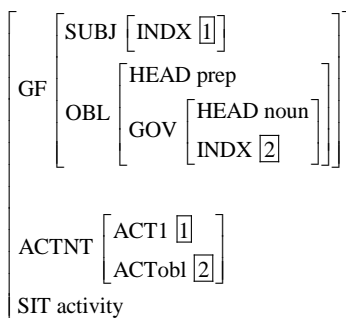 SUBJ [INDX 1]
HEAD prep
GF
OBL
HEAD noun
GOV
INDX 2
ACT1 1
ACTNT
ACTobl 2
SIT activity